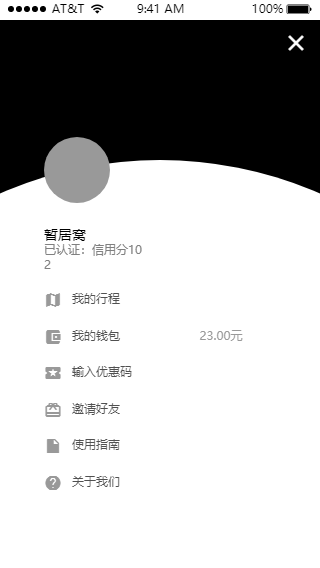 AT&T 9:41 AM 100%
暂居窝
已认证：信用分10
2
我的行程
我的钱包 23.00元
输入优惠码
邀请好友
使用指南
关于我们